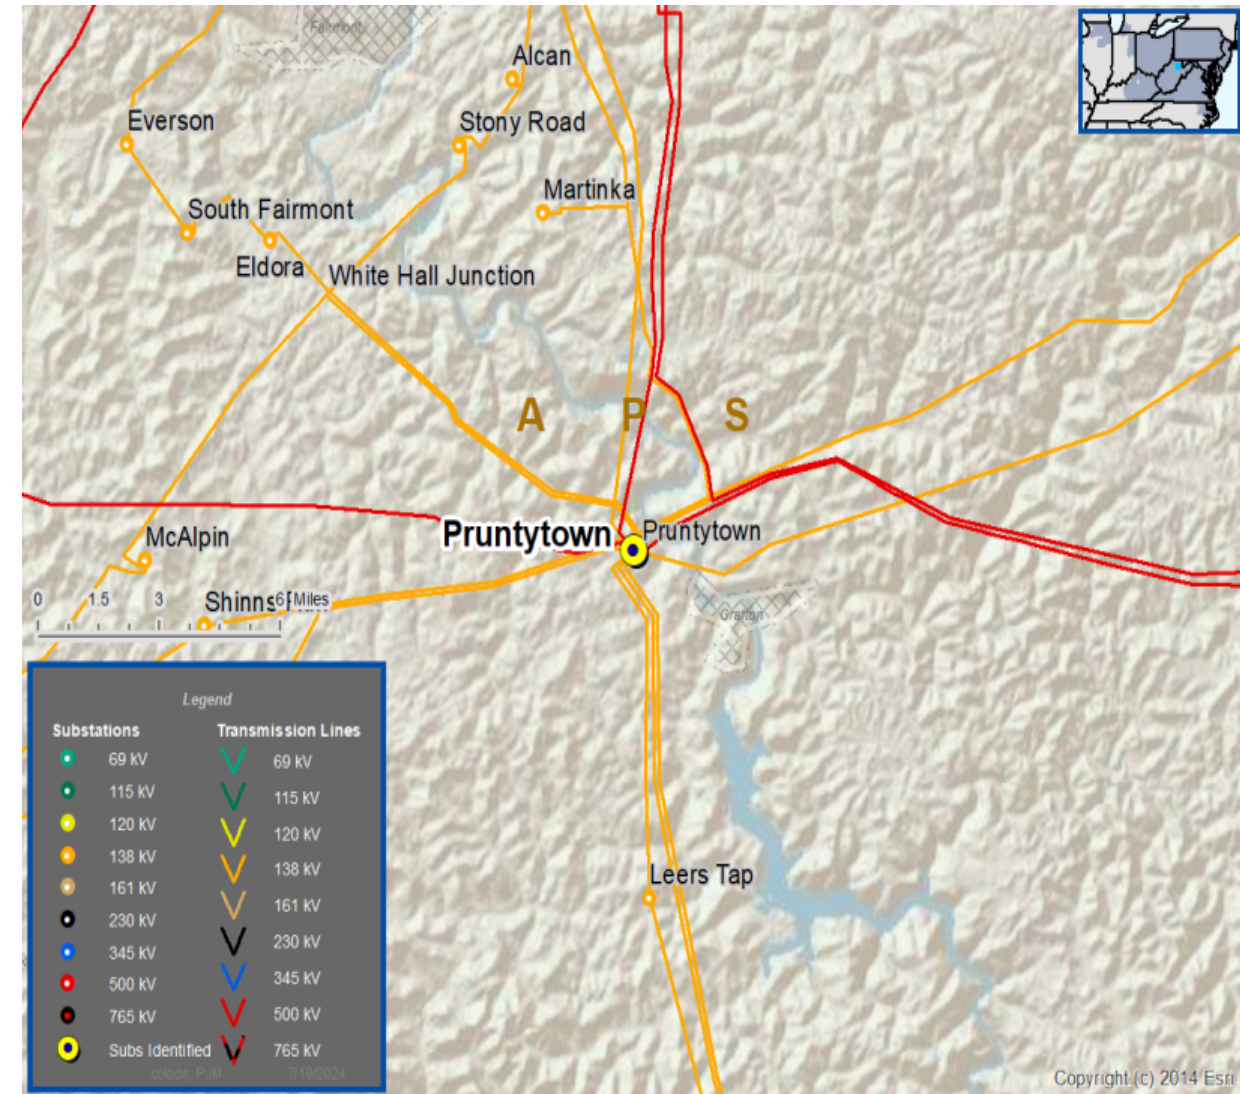 Fairmont
Alcan
Everson
Stony Road
Martinka
South Fairmont
Eldora
White Hall Junction
A P S
Pruntytown
Pruntytown
McAlpin
0 1.5 3 6 Miles
Shinns
Grafton
Leers Tap
Legend
Substations
69 kV
115 kV
120 kV
138 kV
161 kV
230 kV
345 kV
500 kV
765 kV
Subs Identified
Transmission Lines
69 kV
115 kV
120 kV
138 kV
161 kV
230 kV
345 kV
500 kV
765 kV
colode: PJM 7/19/2024
Copyright (c) 2014 Esri